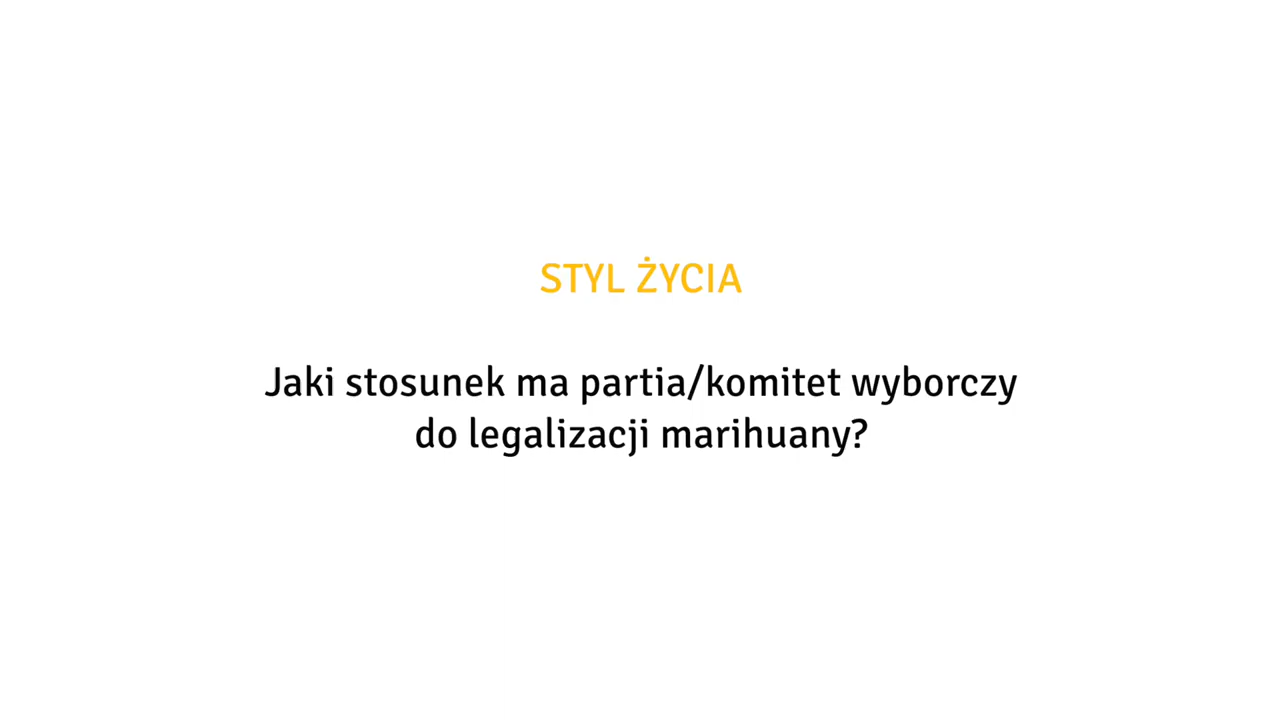 STYL ŻYCIA
Jaki stosunek ma partia/komitet wyborczy
do legalizacji marihuany?